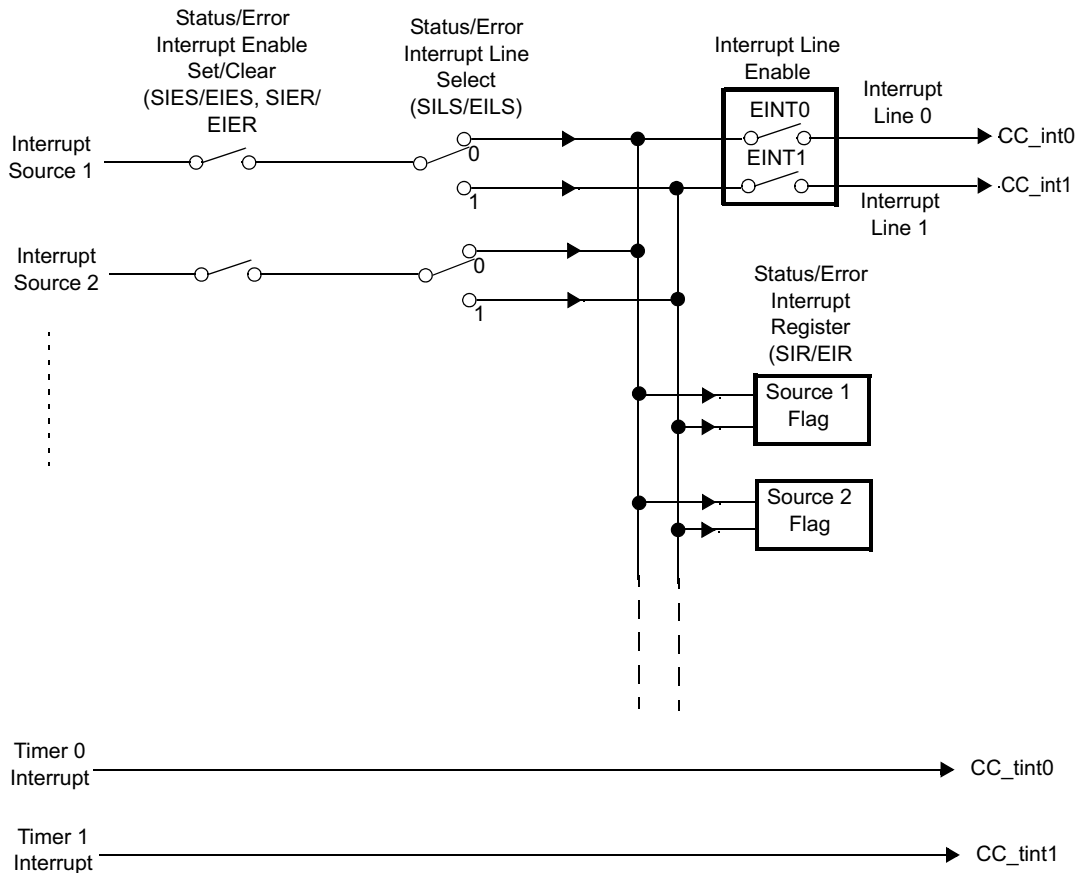 Status/Error
Interrupt Enable
Set/Clear
(SIES/EIES, SIER/
EIER
Status/Error
Interrupt Line
Select
(SILS/EILS)
Interrupt Line
Enable
EINT0
EINT1
Interrupt
Line 0
CC_int0
CC_int1
Interrupt
Line 1
Interrupt
Source 1
0
1
Interrupt
Source 2
0
1
Status/Error
Interrupt
Register
(SIR/EIR
Source 1
Flag
Source 2
Flag
Timer 0
Interrupt
CC_tint0
Timer 1
Interrupt
CC_tint1